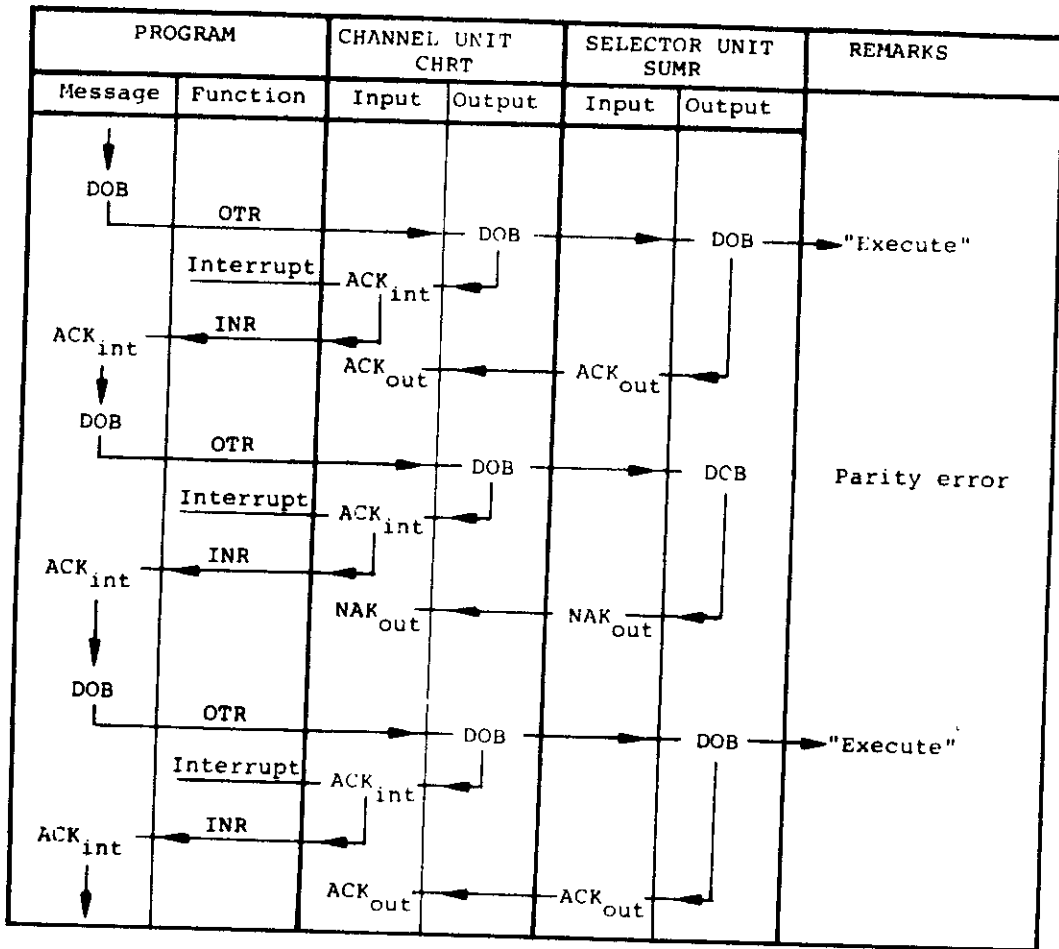 PROGRAM CHANNEL UNIT CHRT SELECTOR UNIT SUMR REMARKS
Message Function Input Output Input Output
DOB
OTR DOB DOB "Execute"
Interrupt ACKint
ACKint INR
ACKout ACKout
DOB
OTR DOB DCB Parity error
Interrupt ACKint
ACKint INR
NAKout NAKout
DOB
OTR DOB DOB "Execute"
Interrupt ACKint
ACKint INR
ACKout ACKout